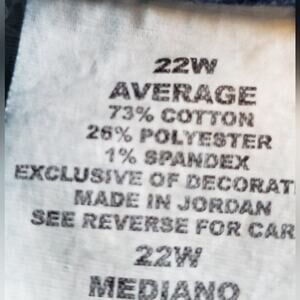 22W
AVERAGE
73% COTTON
26% POLYESTER
1% SPANDEX
EXCLUSIVE OF DECORAT
MADE IN JORDAN
SEE REVERSE FOR CAR
22W
MEDIANO